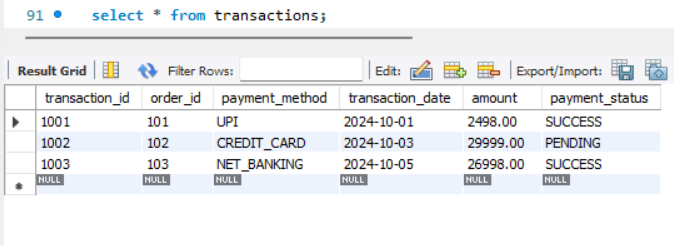 91 select * from transactions;
Result Grid Filter Rows: Edit: Export/Import:
transaction_id order_id payment_method transaction_date amount payment_status
1001 101 UPI 2024-10-01 2498.00 SUCCESS
1002 102 CREDIT_CARD 2024-10-03 29999.00 PENDING
1003 103 NET_BANKING 2024-10-05 26998.00 SUCCESS
NULL NULL NULL NULL NULL NULL